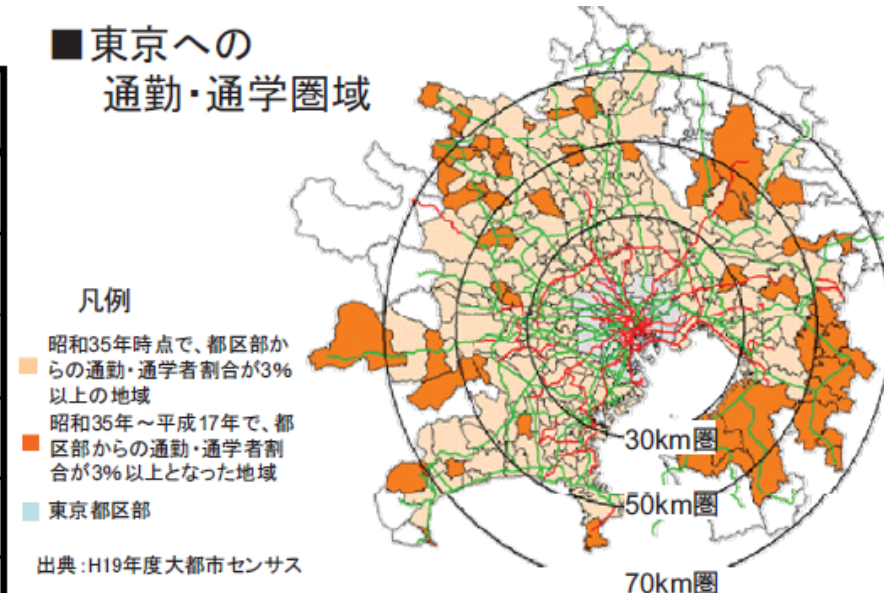 ■東京への
通勤・通学圏域
凡例
昭和35年時点で、都区部か
らの通勤・通学者割合が3%
以上の地域
昭和35年～平成17年で、都
区部からの通勤・通学者割
合が3%以上となった地域
東京都区部
出典：H19年度大都市センサス
30km圏
50km圏
70km圏